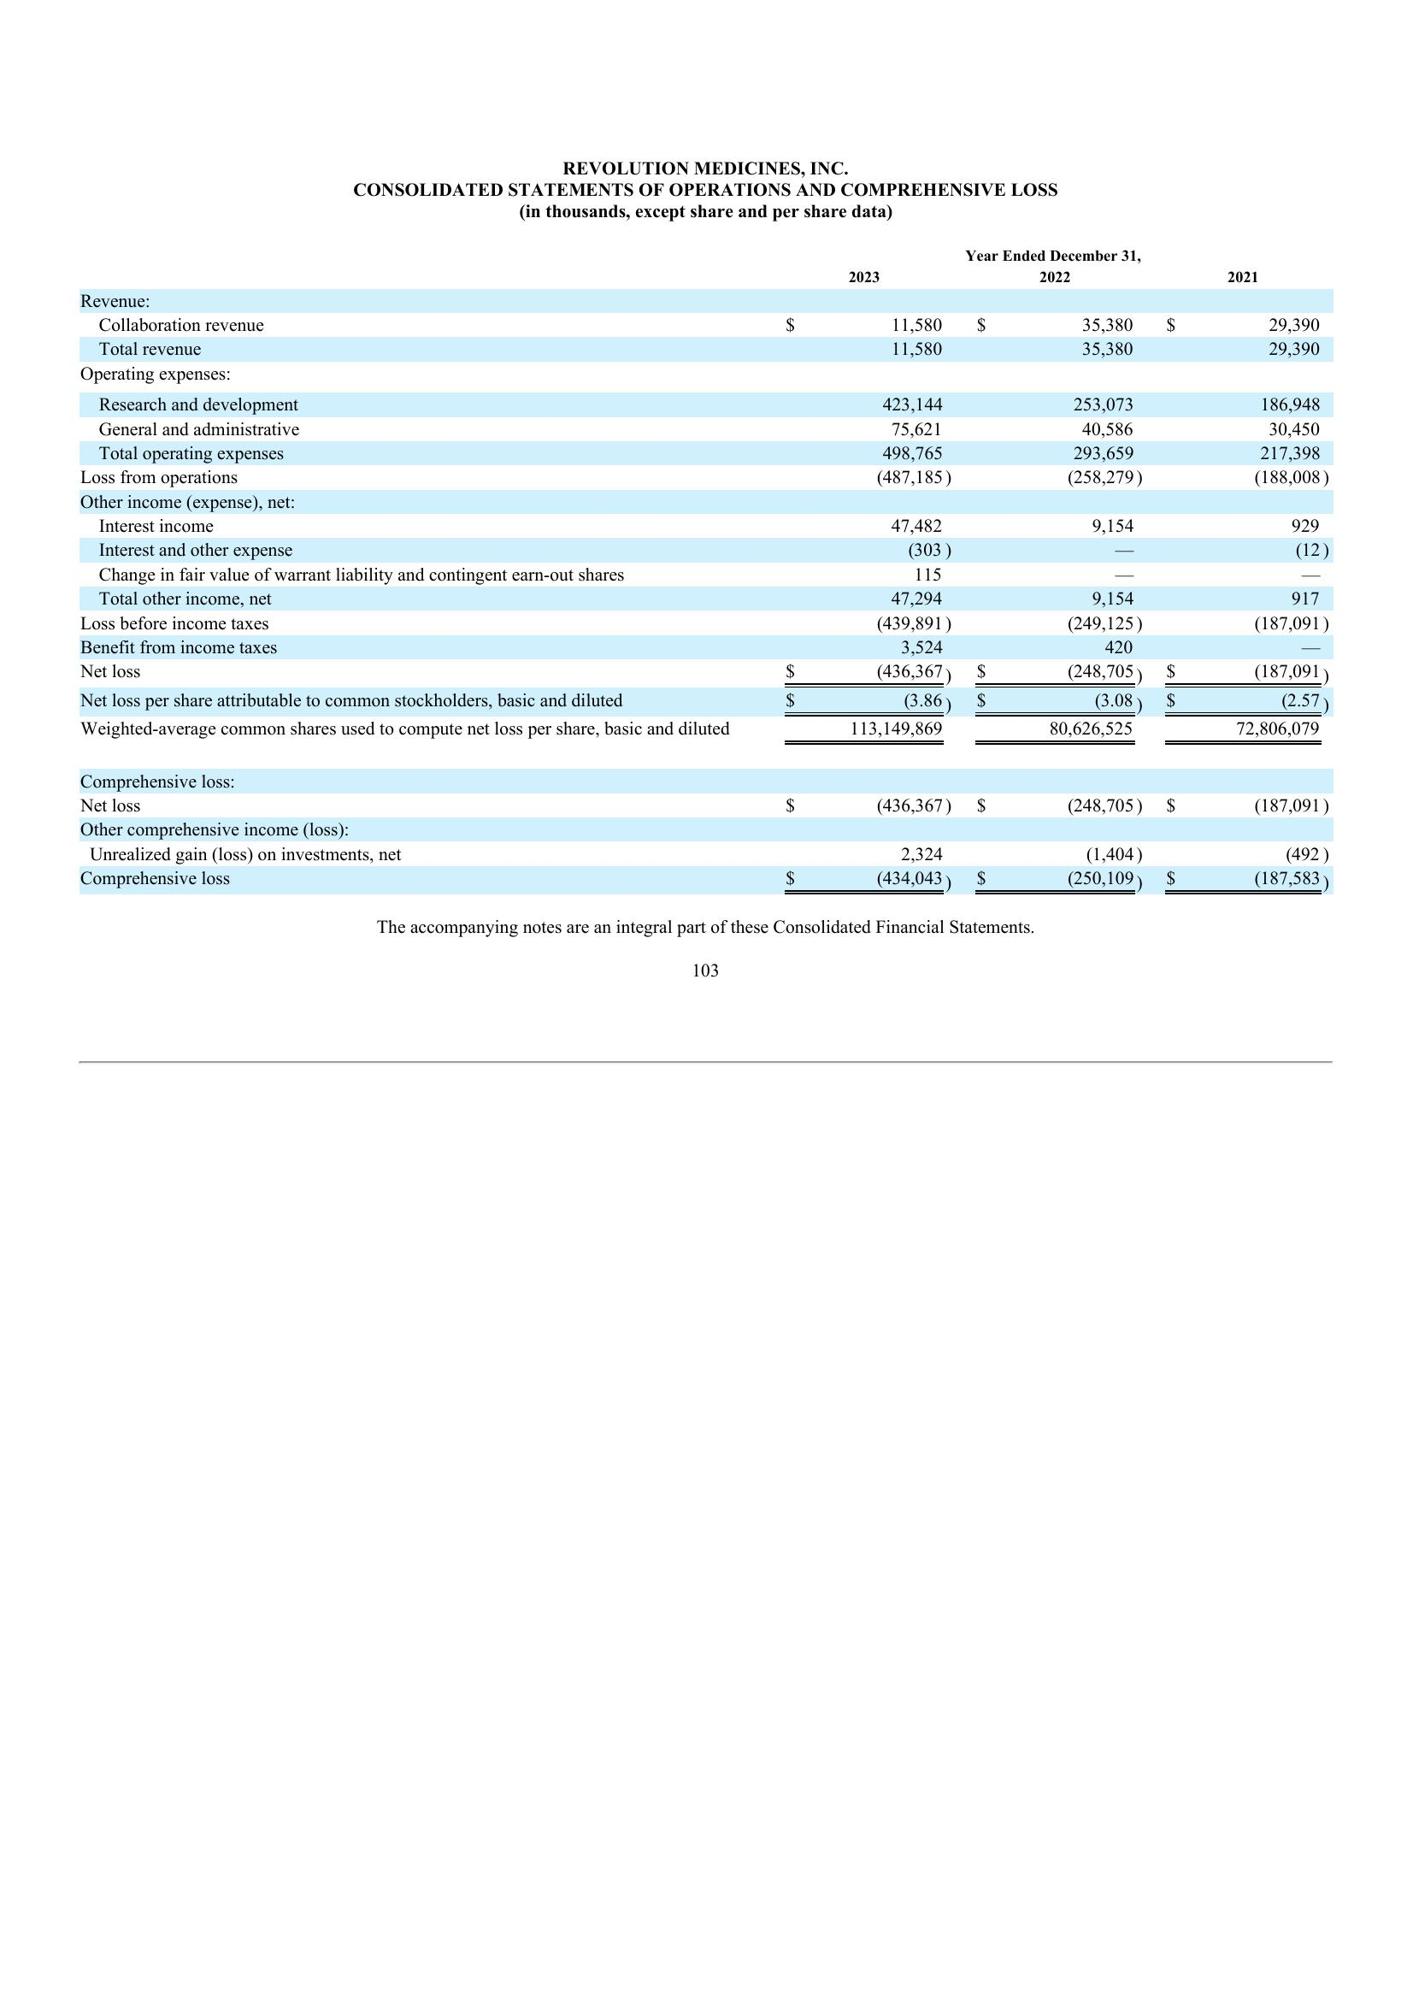 REVOLUTION MEDICINES, INC.
CONSOLIDATED STATEMENTS OF OPERATIONS AND COMPREHENSIVE LOSS
(in thousands, except share and per share data)
Year Ended December 31,
2023 2022 2021
Revenue:
Collaboration revenue $ 11,580 $ 35,380 $ 29,390
Total revenue 11,580 35,380 29,390
Operating expenses:
Research and development 423,144 253,073 186,948
General and administrative 75,621 40,586 30,450
Total operating expenses 498,765 293,659 217,398
Loss from operations (487,185) (258,279) (188,008)
Other income (expense), net:
Interest income 47,482 9,154 929
Interest and other expense (303) — (12)
Change in fair value of warrant liability and contingent earn-out shares 115 — —
Total other income, net 47,294 9,154 917
Loss before income taxes (439,891) (249,125) (187,091)
Benefit from income taxes 3,524 420 —
Net loss $ (436,367) $ (248,705) $ (187,091)
Net loss per share attributable to common stockholders, basic and diluted $ (3.86) $ (3.08) $ (2.57)
Weighted-average common shares used to compute net loss per share, basic and diluted 113,149,869 80,626,525 72,806,079
Comprehensive loss:
Net loss $ (436,367) $ (248,705) $ (187,091)
Other comprehensive income (loss):
Unrealized gain (loss) on investments, net 2,324 (1,404) (492)
Comprehensive loss $ (434,043) $ (250,109) $ (187,583)
The accompanying notes are an integral part of these Consolidated Financial Statements.
103